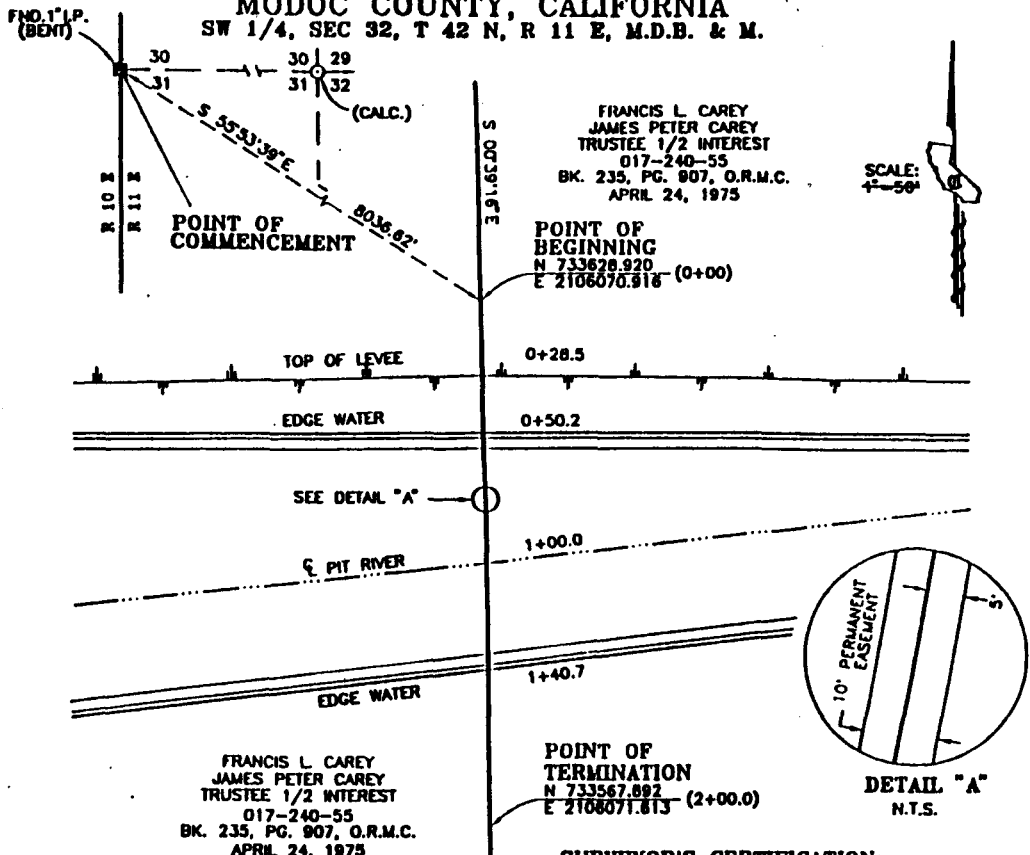 MODOC COUNTY, CALIFORNIA
SW 1/4, SEC 32, T 42 N, R 11 E, M.D.B. & M.
FND. 1" I.P.
(BENT)
30
31
30 29
31 32
(CALC.)
S 55°53'39" E
8036.62'
R 10 E
R 11 E
POINT OF
COMMENCEMENT
S 00°39'16" E
FRANCIS L. CAREY
JAMES PETER CAREY
TRUSTEE 1/2 INTEREST
017-240-55
BK. 235, PG. 907, O.R.M.C.
APRIL 24, 1975
SCALE:
1"=50'
POINT OF
BEGINNING
N 733628.920
E 2106070.916
(0+00)
TOP OF LEVEE
0+28.5
EDGE WATER
0+50.2
SEE DETAIL "A"
1+00.0
℄ PIT RIVER
1+40.7
EDGE WATER
10' PERMANENT
EASEMENT
5'
DETAIL "A"
N.T.S.
FRANCIS L. CAREY
JAMES PETER CAREY
TRUSTEE 1/2 INTEREST
017-240-55
BK. 235, PG. 907, O.R.M.C.
APRIL 24, 1975
POINT OF
TERMINATION
N 733567.892
E 2106071.613
(2+00.0)
SURVEYOR'S CERTIFICATION